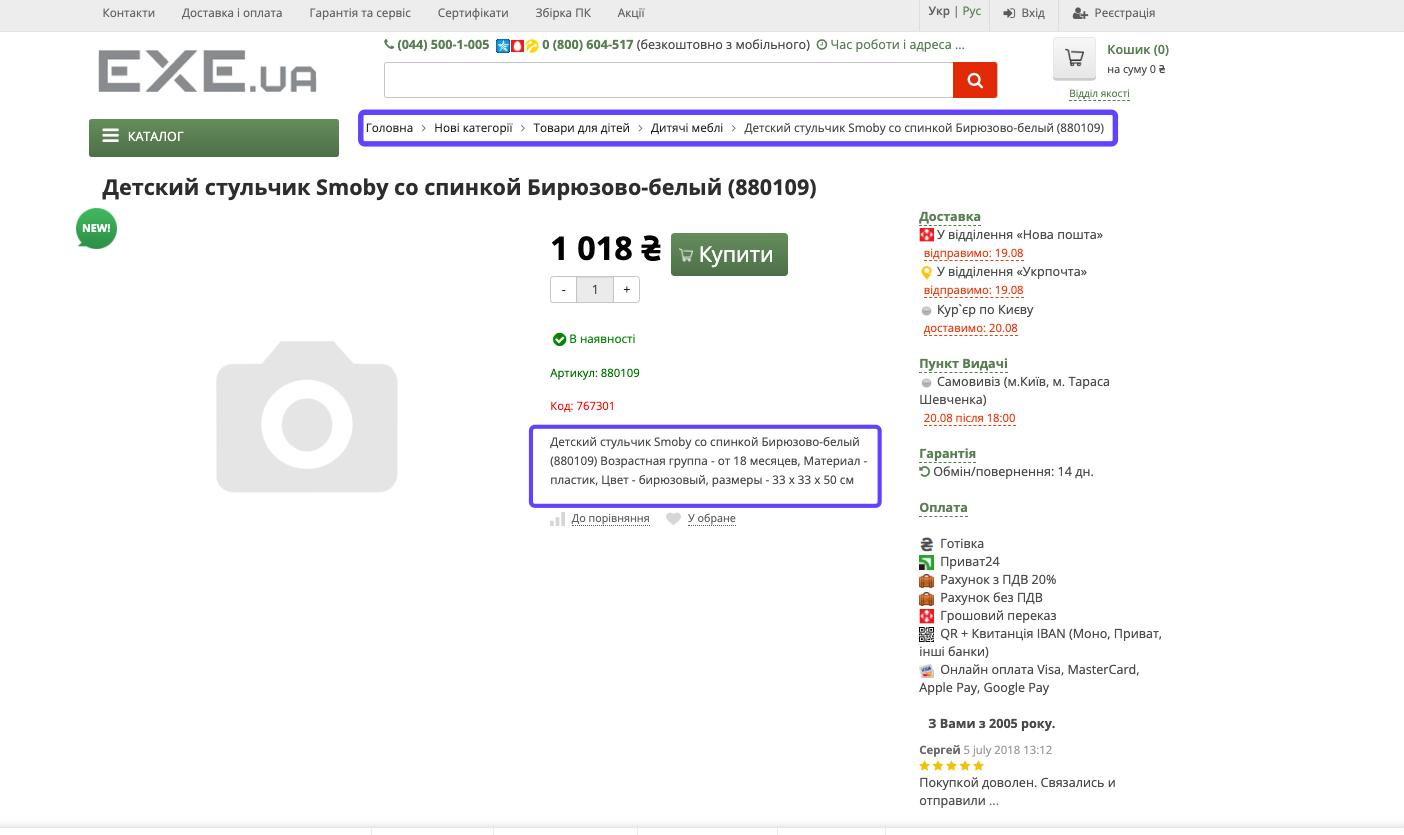 Контакти Доставка і оплата Гарантія та сервіс Сертифікати Збірка ПК Акції Укр | Рус Вхід Реєстрація
(044) 500-1-005 0 (800) 604-517 (безкоштовно з мобільного) Час роботи і адреса ...
EXE.UA
Кошик (0)
на суму 0 ₴
Відділ якості
КАТАЛОГ
Головна > Нові категорії > Товари для дітей > Дитячі меблі > Детский стульчик Smoby со спинкой Бирюзово-белый (880109)
Детский стульчик Smoby со спинкой Бирюзово-белый (880109)
NEW!
1 018 ₴ Купити
- 1 +
В наявності
Артикул: 880109
Код: 767301
Детский стульчик Smoby со спинкой Бирюзово-белый
(880109) Возрастная группа - от 18 месяцев, Материал -
пластик, Цвет - бирюзовый, размеры - 33 x 33 x 50 см
До порівняння У обране
Доставка
У відділення «Нова пошта»
відправимо: 19.08
У відділення «Укрпочта»
відправимо: 19.08
Кур`єр по Києву
доставимо: 20.08
Пункт Видачі
Самовивіз (м.Київ, м. Тараса
Шевченка)
20.08 після 18:00
Гарантія
Обмін/повернення: 14 дн.
Оплата
Готівка
Приват24
Рахунок з ПДВ 20%
Рахунок без ПДВ
Грошовий переказ
QR + Квитанція IBAN (Моно, Приват,
інші банки)
Онлайн оплата Visa, MasterCard,
Apple Pay, Google Pay
З Вами з 2005 року.
Сергей 5 july 2018 13:12
Покупкой доволен. Связались и
отправили ...